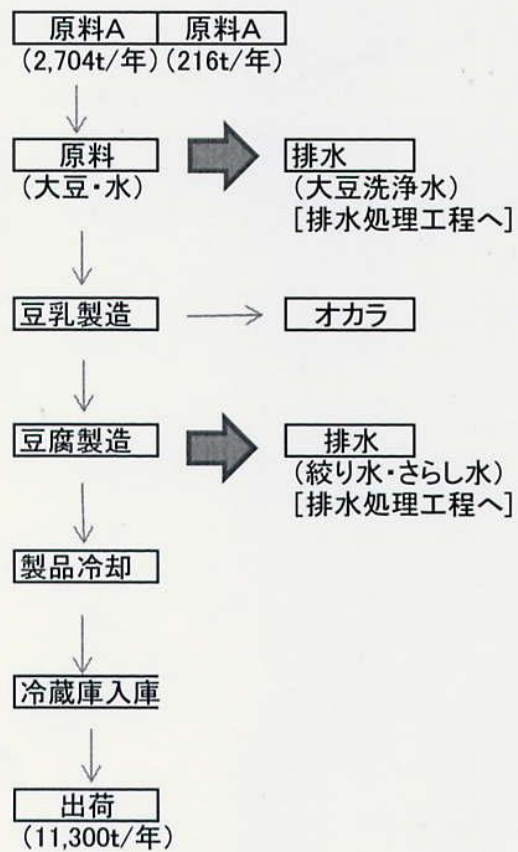 原料A 原料A
(2,704t/年)(216t/年)
原料
(大豆・水)
排水
(大豆洗浄水)
[排水処理工程へ]
豆乳製造
オカラ
豆腐製造
排水
(絞り水・さらし水)
[排水処理工程へ]
製品冷却
冷蔵庫入庫
出荷
(11,300t/年)